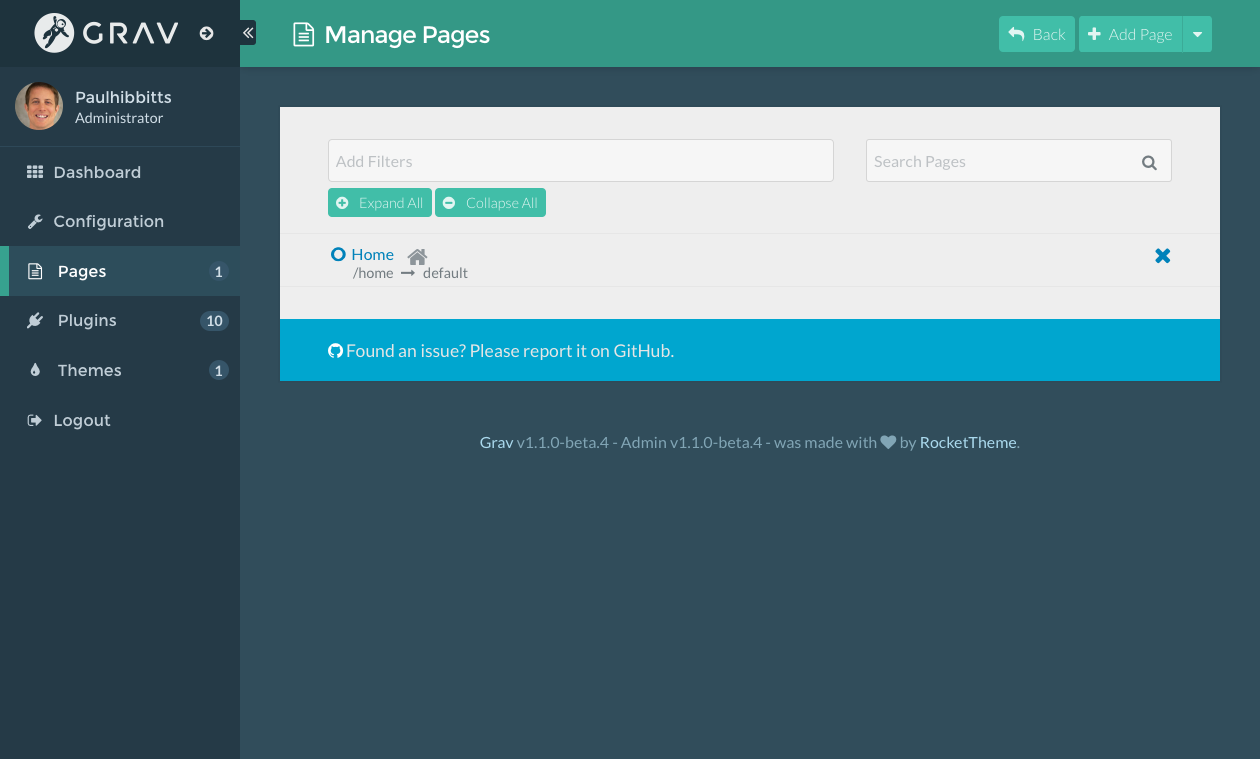 GRAV
Manage Pages
Back
Add Page
Paulhibbitts
Administrator
Dashboard
Configuration
Pages 1
Plugins 10
Themes 1
Logout
Add Filters
Search Pages
Expand All
Collapse All
Home
/home → default
Found an issue? Please report it on GitHub.
Grav v1.1.0-beta.4 - Admin v1.1.0-beta.4 - was made with ♥ by RocketTheme.